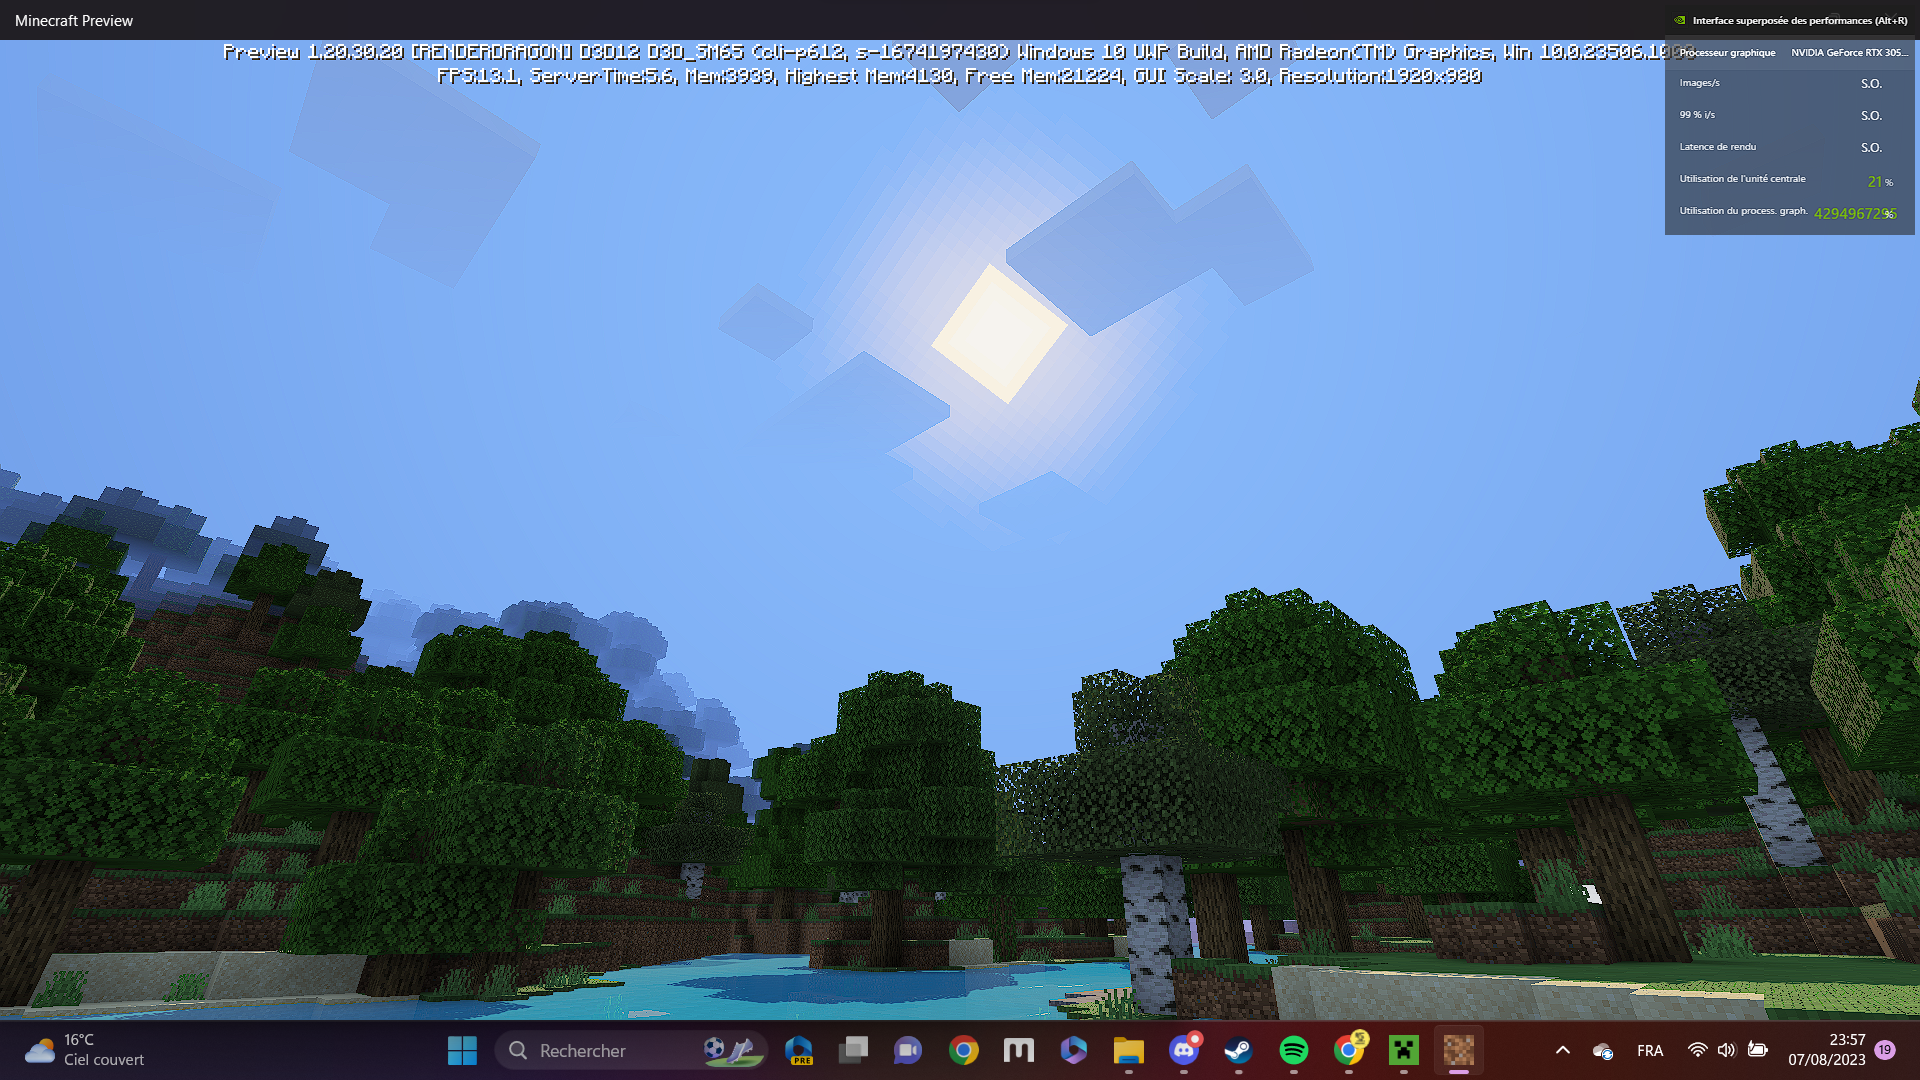 Minecraft Preview
Interface superposée des performances (Alt+R)
Preview 1.20.30.20 [RENDERDRAGON] D3D12 D3D_SM65 (cli-p612, s-1674197430) Windows 10 UWP Build, AMD Radeon(TM) Graphics, Win 10.0.23506.1000
FPS:13.1, ServerTime:5.6, Mem:3939, Highest Mem:4130, Free Mem:21224, GUI Scale: 3.0, Resolution:1920x980
Processeur graphique NVIDIA GeForce RTX 305...
Images/s S.O.
99 % i/s S.O.
Latence de rendu S.O.
Utilisation de l'unité centrale 21 %
Utilisation du process. graph. 4294967295 %
16°C
Ciel couvert
Rechercher
PRE
FRA
23:57
07/08/2023
19